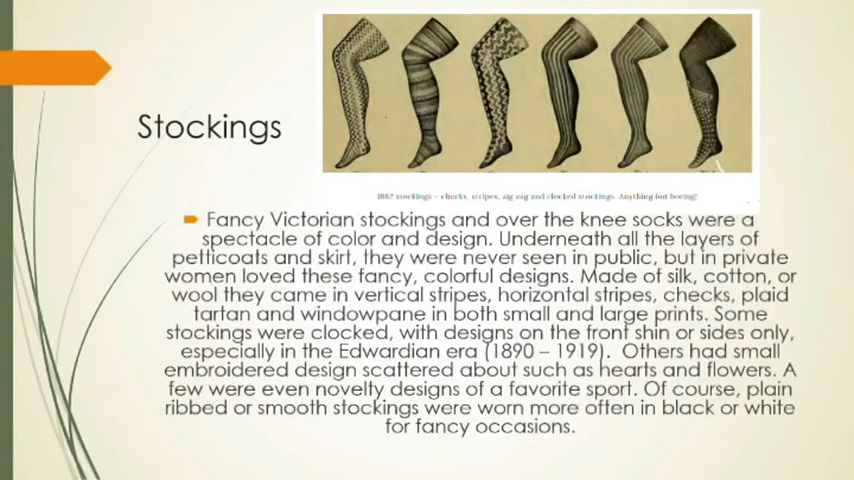 Stockings
1882 stockings – checks, stripes, zig zag and clocked stockings. Anything but boring!
Fancy Victorian stockings and over the knee socks were a
spectacle of color and design. Underneath all the layers of
petticoats and skirt, they were never seen in public, but in private
women loved these fancy, colorful designs. Made of silk, cotton, or
wool they came in vertical stripes, horizontal stripes, checks, plaid
tartan and windowpane in both small and large prints. Some
stockings were clocked, with designs on the front shin or sides only,
especially in the Edwardian era (1890 – 1919).  Others had small
embroidered design scattered about such as hearts and flowers. A
few were even novelty designs of a favorite sport. Of course, plain
ribbed or smooth stockings were worn more often in black or white
for fancy occasions.